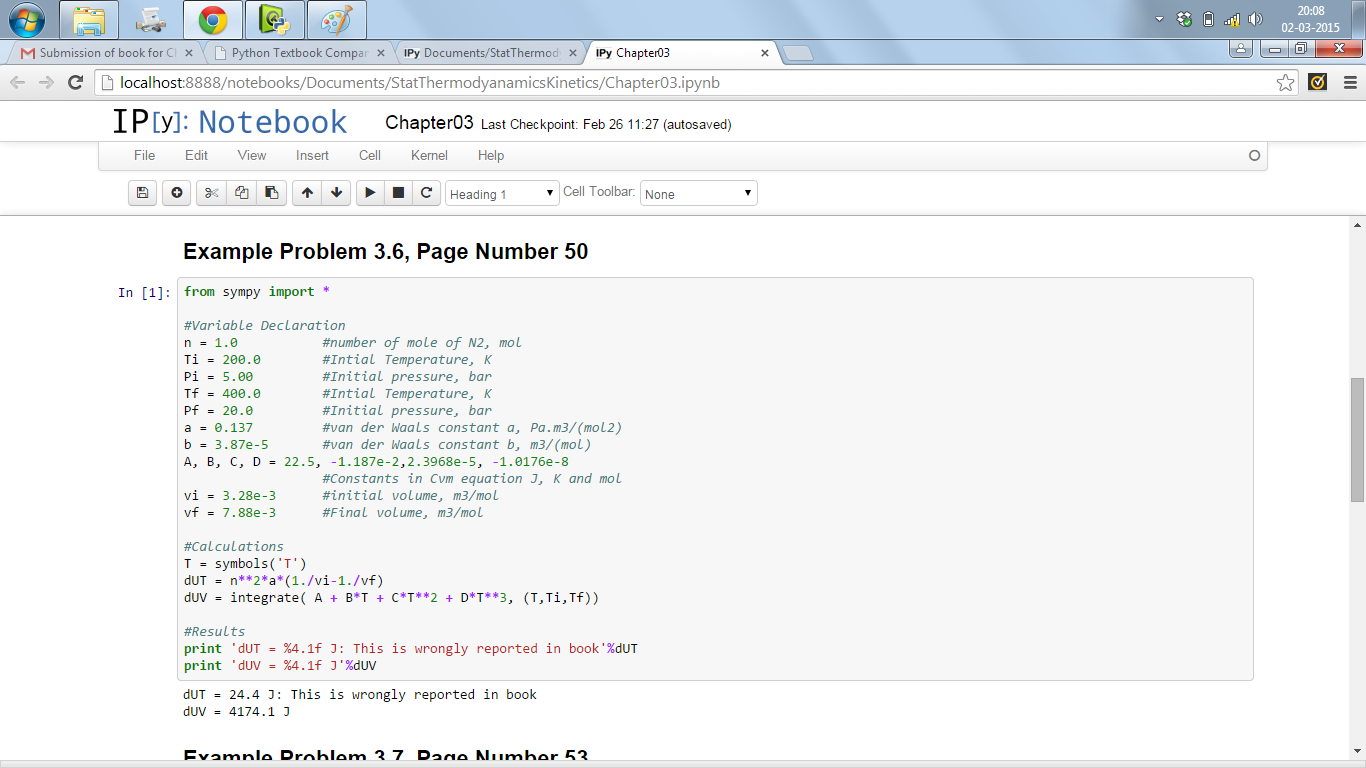 20:08
02-03-2015
Submission of book for Cl
Python Textbook Compar
IPy Documents/StatThermody
IPy Chapter03
localhost:8888/notebooks/Documents/StatThermodyanamicsKinetics/Chapter03.ipynb
IP[y]: Notebook Chapter03 Last Checkpoint: Feb 26 11:27 (autosaved)
File Edit View Insert Cell Kernel Help
Heading 1 Cell Toolbar: None
Example Problem 3.6, Page Number 50
In [1]: from sympy import *
#Variable Declaration
n = 1.0 #number of mole of N2, mol
Ti = 200.0 #Intial Temperature, K
Pi = 5.00 #Initial pressure, bar
Tf = 400.0 #Intial Temperature, K
Pf = 20.0 #Initial pressure, bar
a = 0.137 #van der Waals constant a, Pa.m3/(mol2)
b = 3.87e-5 #van der Waals constant b, m3/(mol)
A, B, C, D = 22.5, -1.187e-2,2.3968e-5, -1.0176e-8
#Constants in Cvm equation J, K and mol
vi = 3.28e-3 #initial volume, m3/mol
vf = 7.88e-3 #Final volume, m3/mol
#Calculations
T = symbols('T')
dUT = n**2*a*(1./vi-1./vf)
dUV = integrate( A + B*T + C*T**2 + D*T**3, (T,Ti,Tf))
#Results
print 'dUT = %4.1f J: This is wrongly reported in book'%dUT
print 'dUV = %4.1f J'%dUV
dUT = 24.4 J: This is wrongly reported in book
dUV = 4174.1 J
Example Problem 3.7, Page Number 53